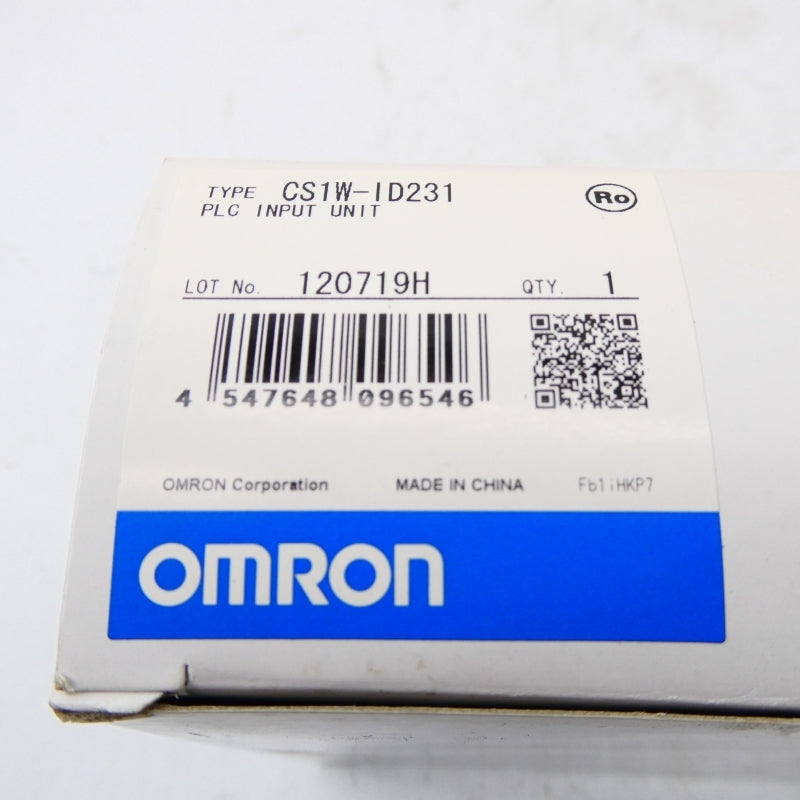 TYPE CS1W-ID231
PLC INPUT UNIT
Ro
LOT No. 120719H QTY. 1
4 547648 096546
OMRON Corporation MADE IN CHINA
OMRON